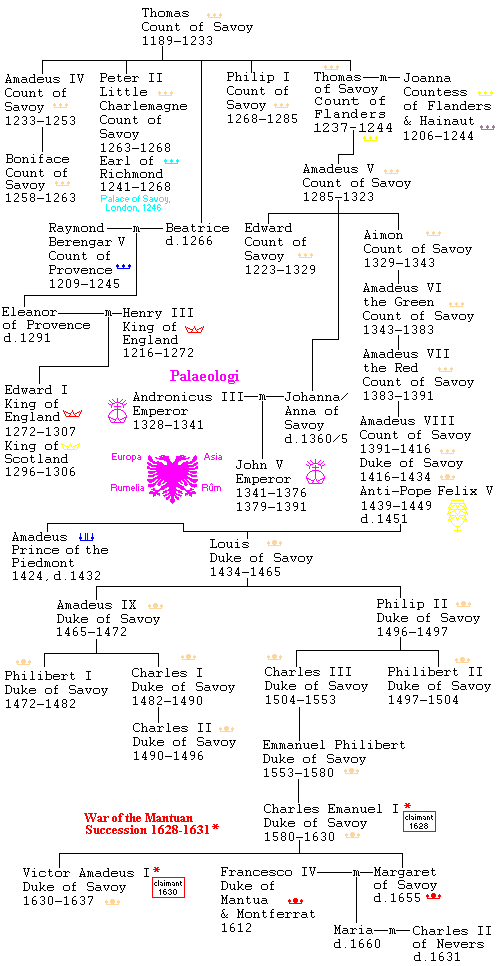 Thomas
Count of Savoy
1189—1233
Amadeus IV
Count of
Savoy
1233—1253
Peter II
Little
Charlemagne
Count of
Savoy
1263—1268
Earl of
Richmond
1241—1268
Palace of Savoy,
London, 1246
Philip I
Count of
Savoy
1268—1285
Thomas
of Savoy
Count of
Flanders
1237—1244
m
Joanna
Countess
of Flanders
& Hainaut
1206—1244
Boniface
Count of
Savoy
1258—1263
Amadeus V
Count of Savoy
1285—1323
Raymond
Berengar V
Count of
Provence
1209—1245
m
Beatrice
d.1266
Edward
Count of
Savoy
1223—1329
Aimon
Count of Savoy
1329—1343
Eleanor
of Provence
d.1291
m
Henry III
King of
England
1216—1272
Amadeus VI
the Green
Count of Savoy
1343—1383
Amadeus VII
the Red
Count of Savoy
1383—1391
Palaeologi
Edward I
King of
England
1272—1307
King of
Scotland
1296—1306
Andronicus III
Emperor
1328—1341
m
Johanna/
Anna of
Savoy
d.1360/5
Amadeus VIII
Count of Savoy
1391—1416
Duke of Savoy
1416—1434
Anti-Pope Felix V
1439—1449
d.1451
Europa
Asia
Rumelia
Rûm
John V
Emperor
1341—1376
1379—1391
Amadeus
Prince of the
Piedmont
1424, d.1432
Louis
Duke of Savoy
1434—1465
Amadeus IX
Duke of Savoy
1465—1472
Philip II
Duke of Savoy
1496—1497
Philibert I
Duke of Savoy
1472—1482
Charles I
Duke of Savoy
1482—1490
Charles III
Duke of Savoy
1504—1553
Philibert II
Duke of Savoy
1497—1504
Charles II
Duke of Savoy
1490—1496
Emmanuel Philibert
Duke of Savoy
1553—1580
War of the Mantuan
Succession 1628-1631*
Charles Emanuel I*
Duke of Savoy
1580—1630
claimant
1628
Victor Amadeus I*
Duke of Savoy
1630—1637
claimant
1630
Francesco IV
Duke of
Mantua
& Montferrat
1612
m
Margaret
of Savoy
d.1655
Maria
d.1660
m
Charles II
of Nevers
d.1631